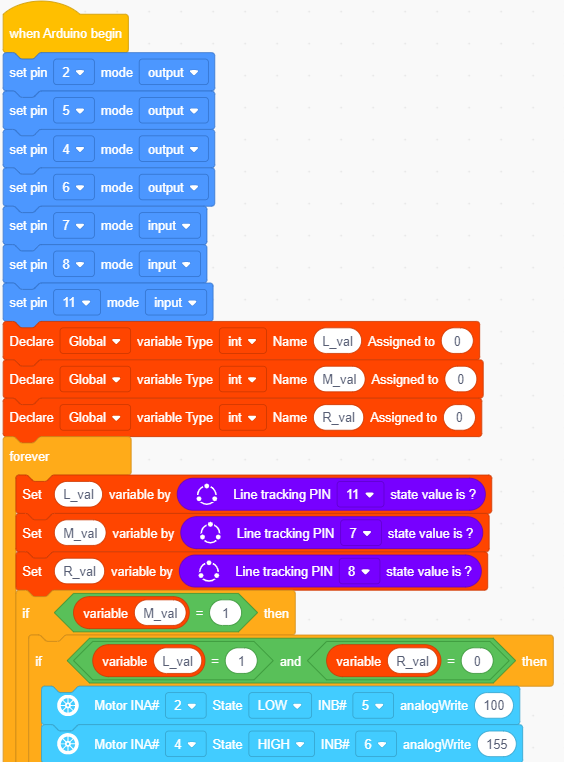 when Arduino begin
set pin 2 mode output
set pin 5 mode output
set pin 4 mode output
set pin 6 mode output
set pin 7 mode input
set pin 8 mode input
set pin 11 mode input
Declare Global variable Type int Name L_val Assigned to 0
Declare Global variable Type int Name M_val Assigned to 0
Declare Global variable Type int Name R_val Assigned to 0
forever
Set L_val variable by Line tracking PIN 11 state value is ?
Set M_val variable by Line tracking PIN 7 state value is ?
Set R_val variable by Line tracking PIN 8 state value is ?
if variable M_val = 1 then
if variable L_val = 1 and variable R_val = 0 then
Motor INA# 2 State LOW INB# 5 analogWrite 100
Motor INA# 4 State HIGH INB# 6 analogWrite 155